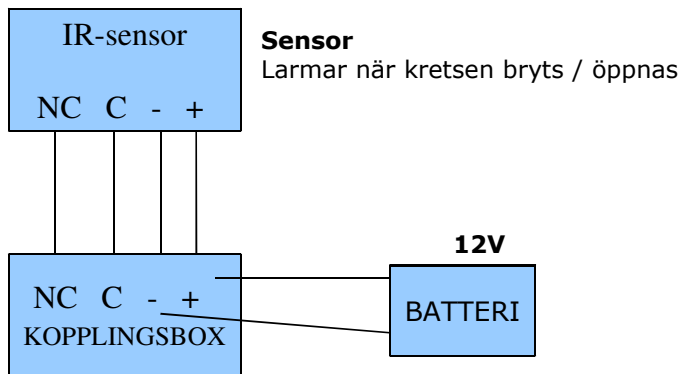 IR-sensor
NC C - +
Sensor
Larmar när kretsen bryts / öppnas
12V
NC C - +
KOPPLINGSBOX
BATTERI